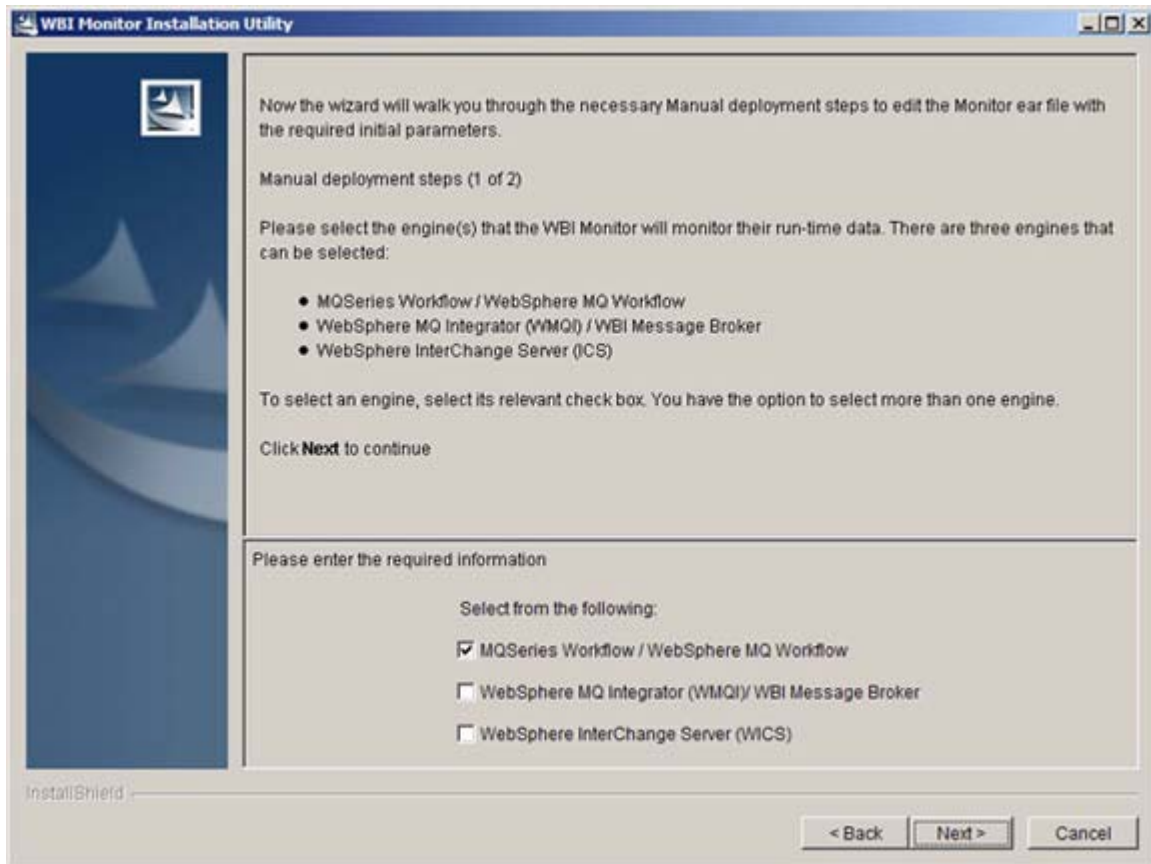 WBI Monitor Installation Utility
Now the wizard will walk you through the necessary Manual deployment steps to edit the Monitor ear file with
the required initial parameters.
Manual deployment steps (1 of 2)
Please select the engine(s) that the WBI Monitor will monitor their run-time data. There are three engines that
can be selected:
● MQSeries Workflow / WebSphere MQ Workflow
● WebSphere MQ Integrator (WMQI) / WBI Message Broker
● WebSphere InterChange Server (ICS)
To select an engine, select its relevant check box. You have the option to select more than one engine.
Click Next to continue
Please enter the required information
Select from the following:
MQSeries Workflow / WebSphere MQ Workflow
WebSphere MQ Integrator (WMQI)/ WBI Message Broker
WebSphere InterChange Server (WICS)
InstallShield
< Back Next > Cancel